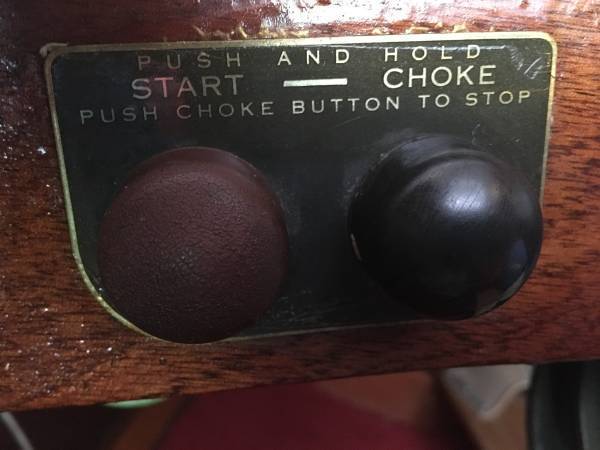 PUSH AND HOLD
START — CHOKE
PUSH CHOKE BUTTON TO STOP